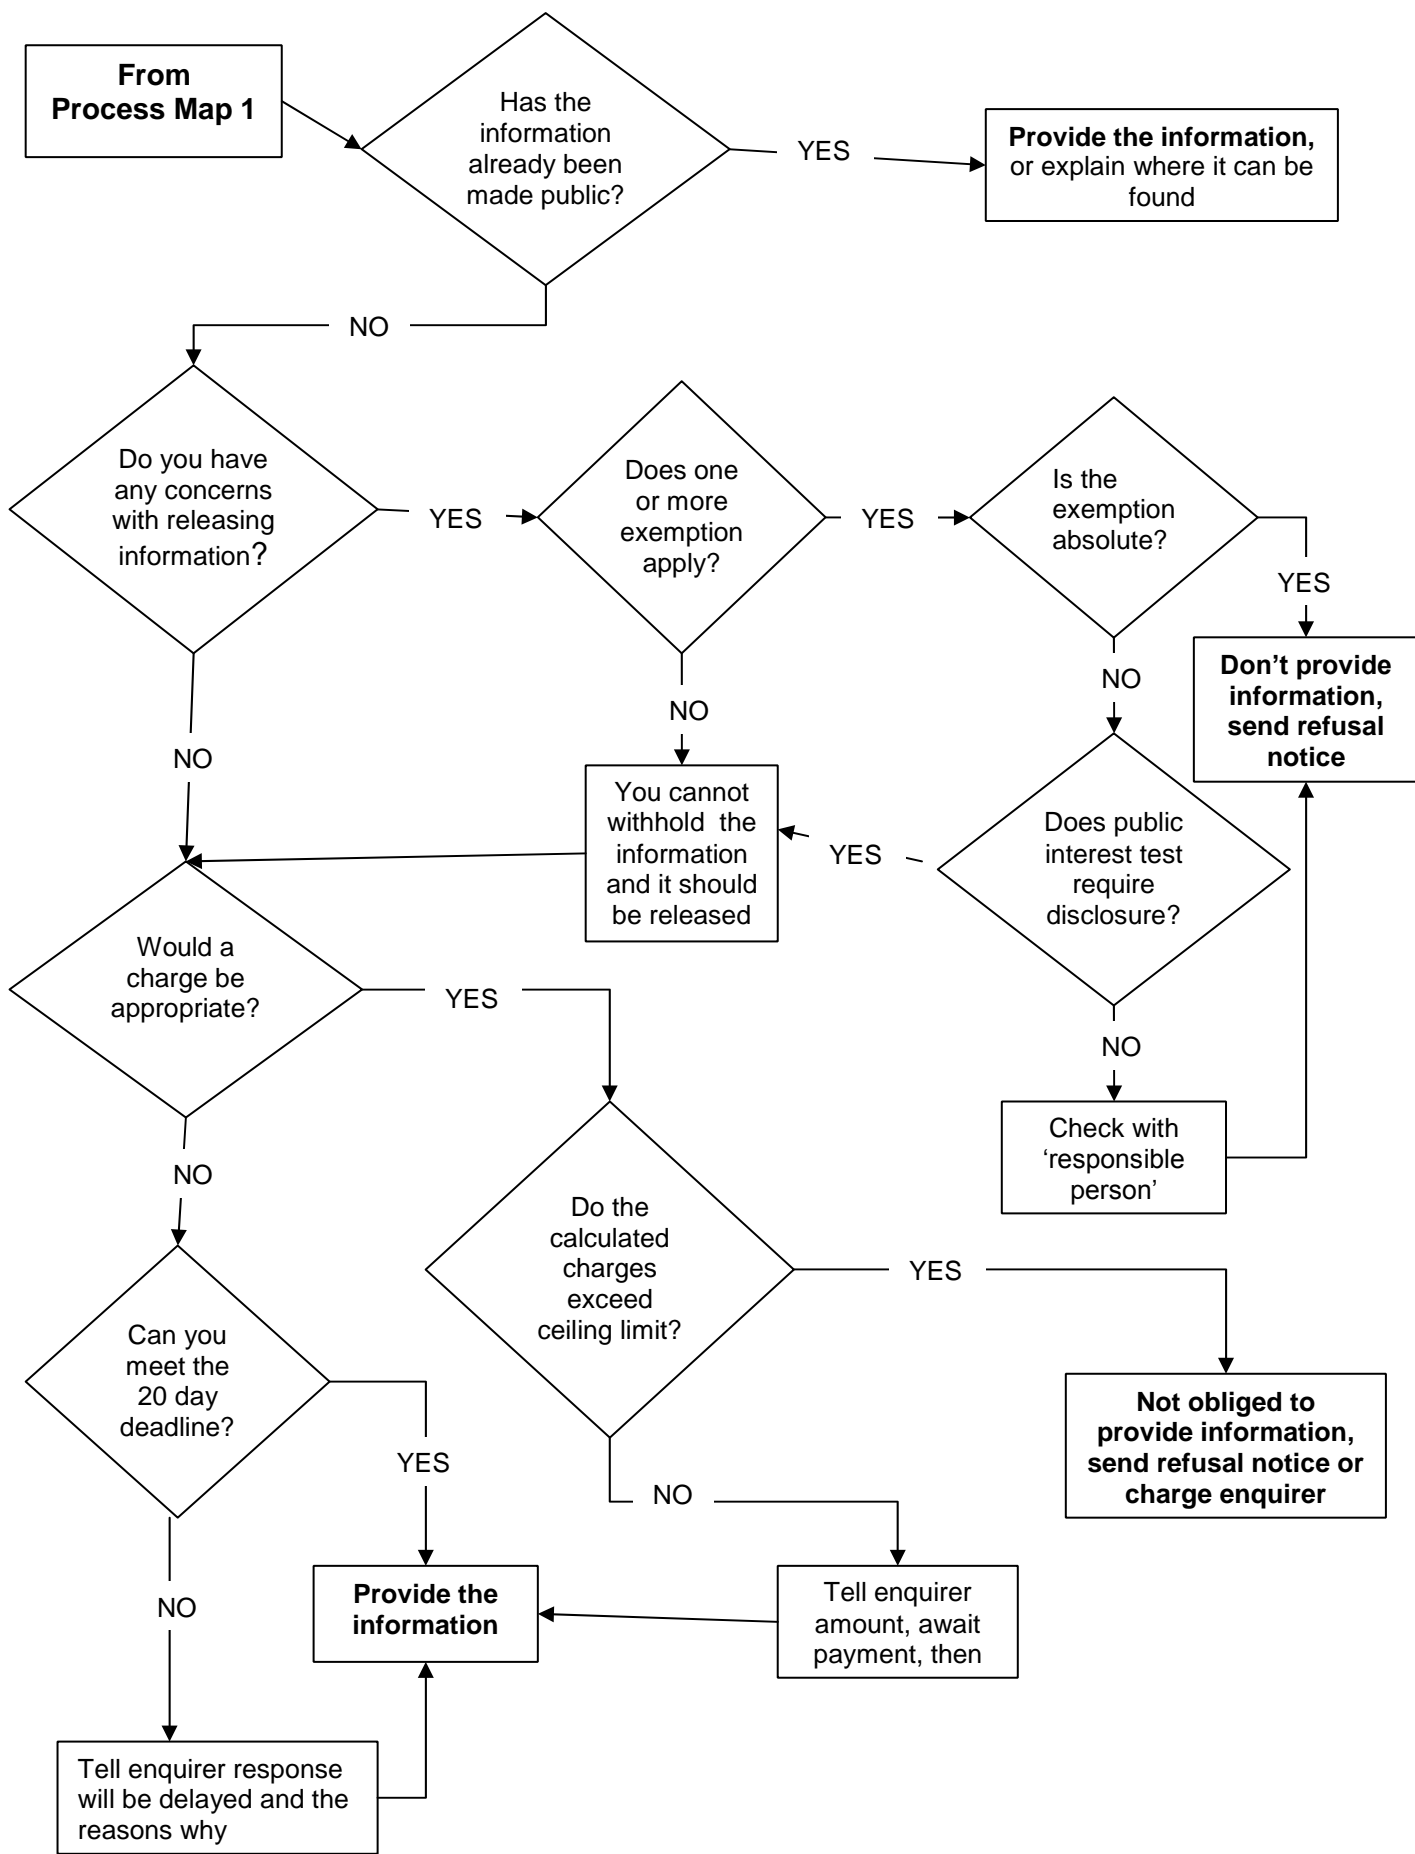 From
Process Map 1
Has the
information
already been
made public?
YES
Provide the information,
or explain where it can be
found
NO
Do you have
any concerns
with releasing
information?
YES
Does one
or more
exemption
apply?
YES
Is the
exemption
absolute?
YES
Don’t provide
information,
send refusal
notice
NO
NO
NO
You cannot
withhold the
information
and it should
be released
YES
Does public
interest test
require
disclosure?
Would a
charge be
appropriate?
YES
NO
Check with
‘responsible
person’
NO
Do the
calculated
charges
exceed
ceiling limit?
YES
Can you
meet the
20 day
deadline?
YES
Not obliged to
provide information,
send refusal notice or
charge enquirer
NO
NO
Provide the
information
Tell enquirer
amount, await
payment, then
Tell enquirer response
will be delayed and the
reasons why